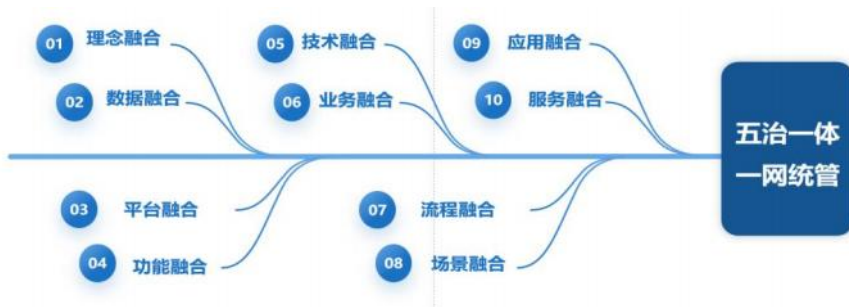 01 理念融合
02 数据融合
03 平台融合
04 功能融合
05 技术融合
06 业务融合
07 流程融合
08 场景融合
09 应用融合
10 服务融合
五治一体
一网统管